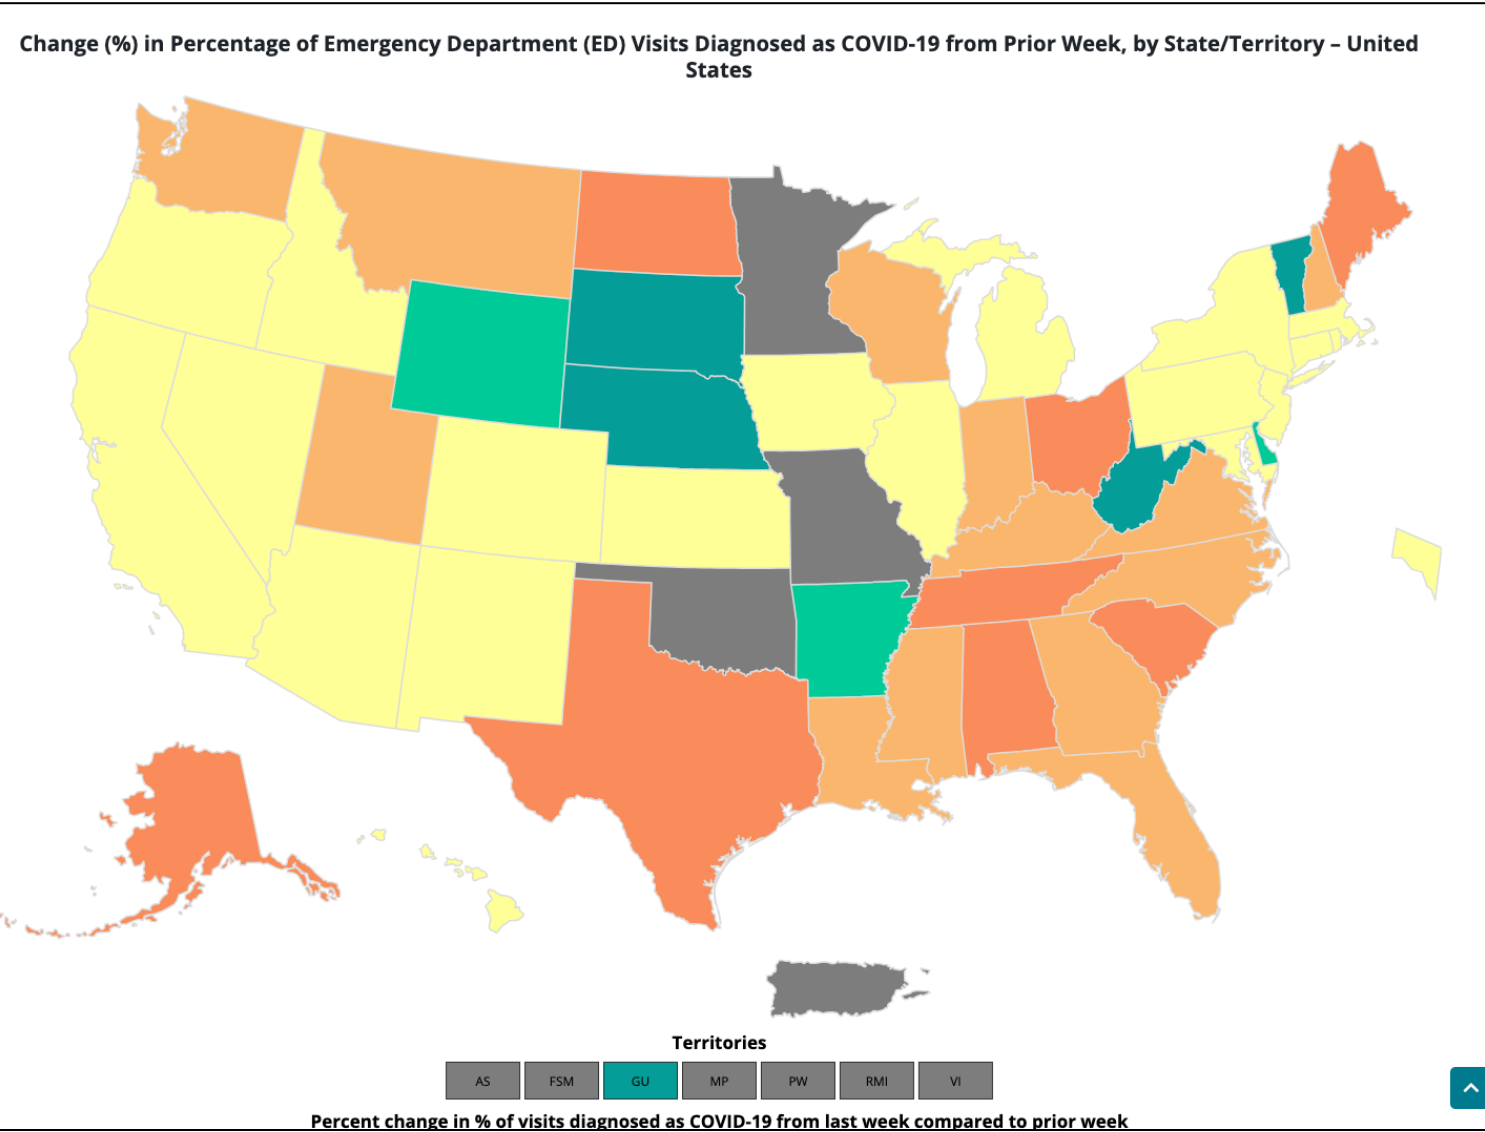 Change (%) in Percentage of Emergency Department (ED) Visits Diagnosed as COVID-19 from Prior Week, by State/Territory – United
States
Territories
AS FSM GU MP PW RMI VI
Percent change in % of visits diagnosed as COVID-19 from last week compared to prior week